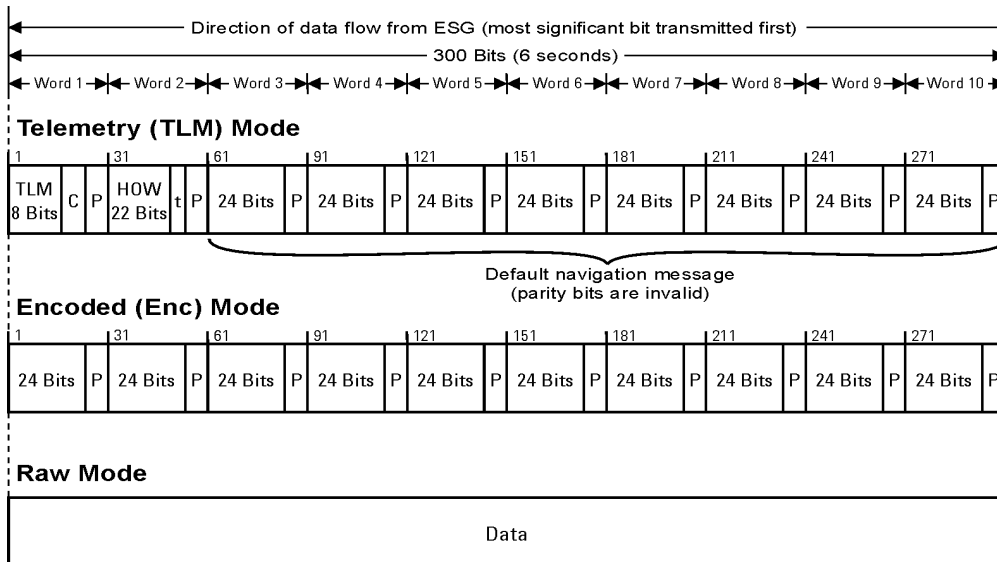 Direction of data flow from ESG (most significant bit transmitted first)
300 Bits (6 seconds)
Word 1 Word 2 Word 3 Word 4 Word 5 Word 6 Word 7 Word 8 Word 9 Word 10
Telemetry (TLM) Mode
1 31 61 91 121 151 181 211 241 271
TLM 8 Bits C P HOW 22 Bits t P 24 Bits P 24 Bits P 24 Bits P 24 Bits P 24 Bits P 24 Bits P 24 Bits P 24 Bits P
Default navigation message
(parity bits are invalid)
Encoded (Enc) Mode
1 31 61 91 121 151 181 211 241 271
24 Bits P 24 Bits P 24 Bits P 24 Bits P 24 Bits P 24 Bits P 24 Bits P 24 Bits P 24 Bits P 24 Bits P
Raw Mode
Data